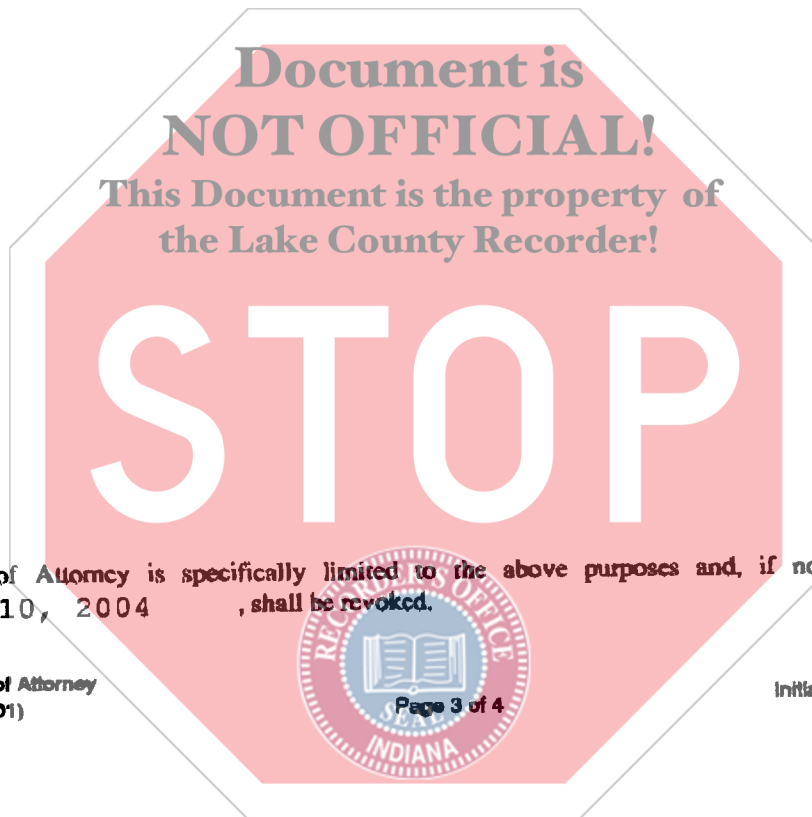 Document is
NOT OFFICIAL!
This Document is the property of
the Lake County Recorder!
STOP
of Attorney is specifically limited to the above purposes and, if
10, 2004 , shall be revoked.
RECORDER'S OFFICE
SEAL
INDIANA
of Attorney
01)
Page 3 of 4